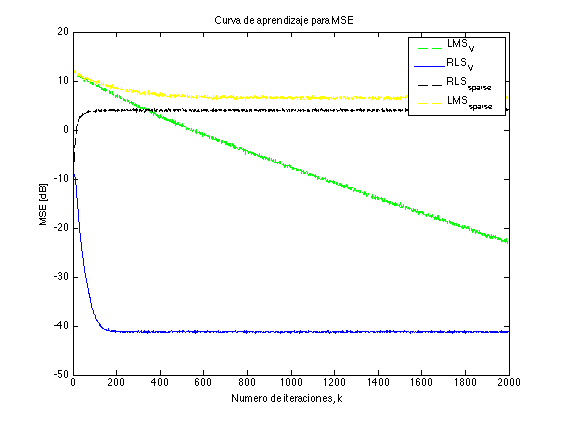 Curva de aprendizaje para MSE
20
10
0
-10
-20
-30
-40
-50
MSE [dB]
LMS_V
RLS_V
RLS_sparse
LMS_sparse
0 200 400 600 800 1000 1200 1400 1600 1800 2000
Numero de iteraciones, k